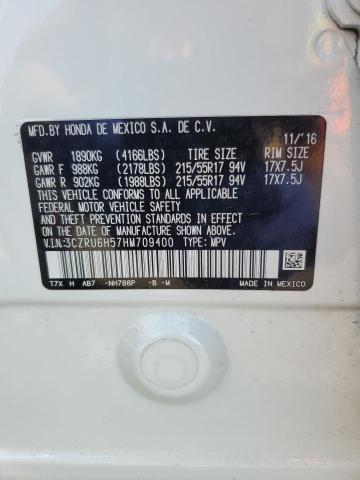 MFD.BY HONDA DE MEXICO S.A. DE C.V.
11/'16
GVWR 1890KG (4166LBS) TIRE SIZE RIM SIZE
GAWR F 988KG (2178LBS) 215/55R17 94V 17X7.5J
GAWR R 902KG (1988LBS) 215/55R17 94V 17X7.5J
THIS VEHICLE CONFORMS TO ALL APPLICABLE
FEDERAL MOTOR VEHICLE SAFETY, BUMPER, AND
THEFT PREVENTION STANDARDS IN EFFECT
ON THE DATE OF MANUFACTURE SHOWN ABOVE.
V.I.N:3CZRU6H57HM709400 TYPE: MPV
T7X H AB7 -NH788P -B -M MADE IN MEXICO